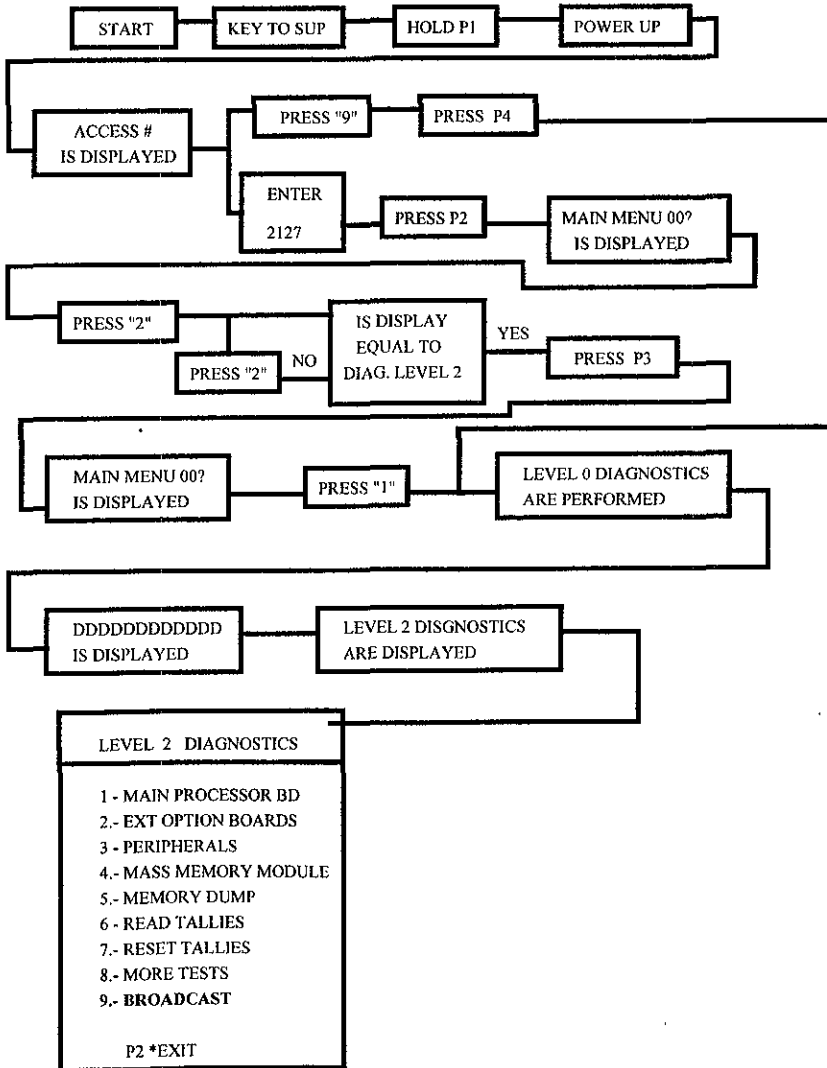 START
KEY TO SUP
HOLD P1
POWER UP
ACCESS #
IS DISPLAYED
PRESS "9"
PRESS P4
ENTER
2127
PRESS P2
MAIN MENU 00?
IS DISPLAYED
PRESS "2"
PRESS "2"
NO
IS DISPLAY
EQUAL TO
DIAG. LEVEL 2
YES
PRESS P3
MAIN MENU 00?
IS DISPLAYED
PRESS "1"
LEVEL 0 DIAGNOSTICS
ARE PERFORMED
DDDDDDDDDDDD
IS DISPLAYED
LEVEL 2 DISGNOSTICS
ARE DISPLAYED
LEVEL 2 DIAGNOSTICS
1 - MAIN PROCESSOR BD
2.- EXT OPTION BOARDS
3 - PERIPHERALS
4.- MASS MEMORY MODULE
5.- MEMORY DUMP
6 - READ TALLIES
7.- RESET TALLIES
8.- MORE TESTS
9.- BROADCAST
P2 *EXIT